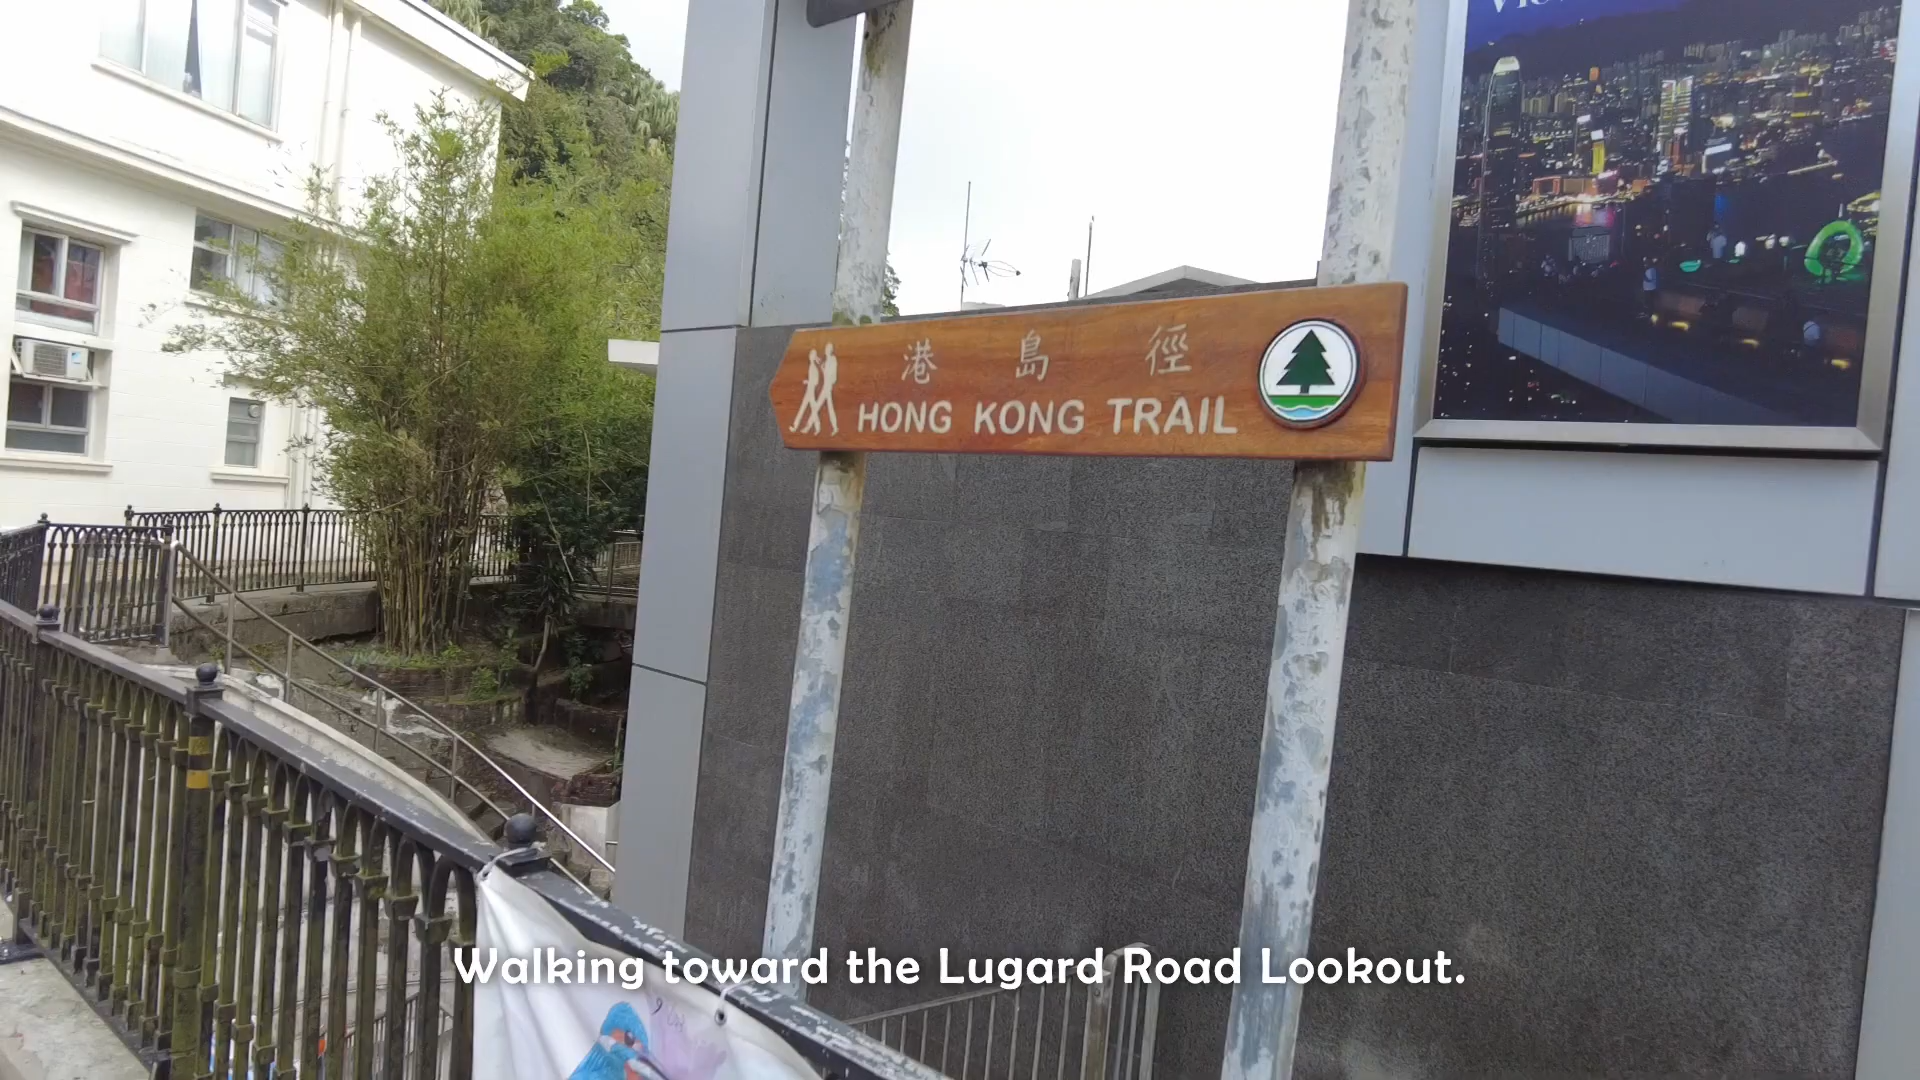 港島徑
HONG KONG TRAIL
Walking toward the Lugard Road Lookout.